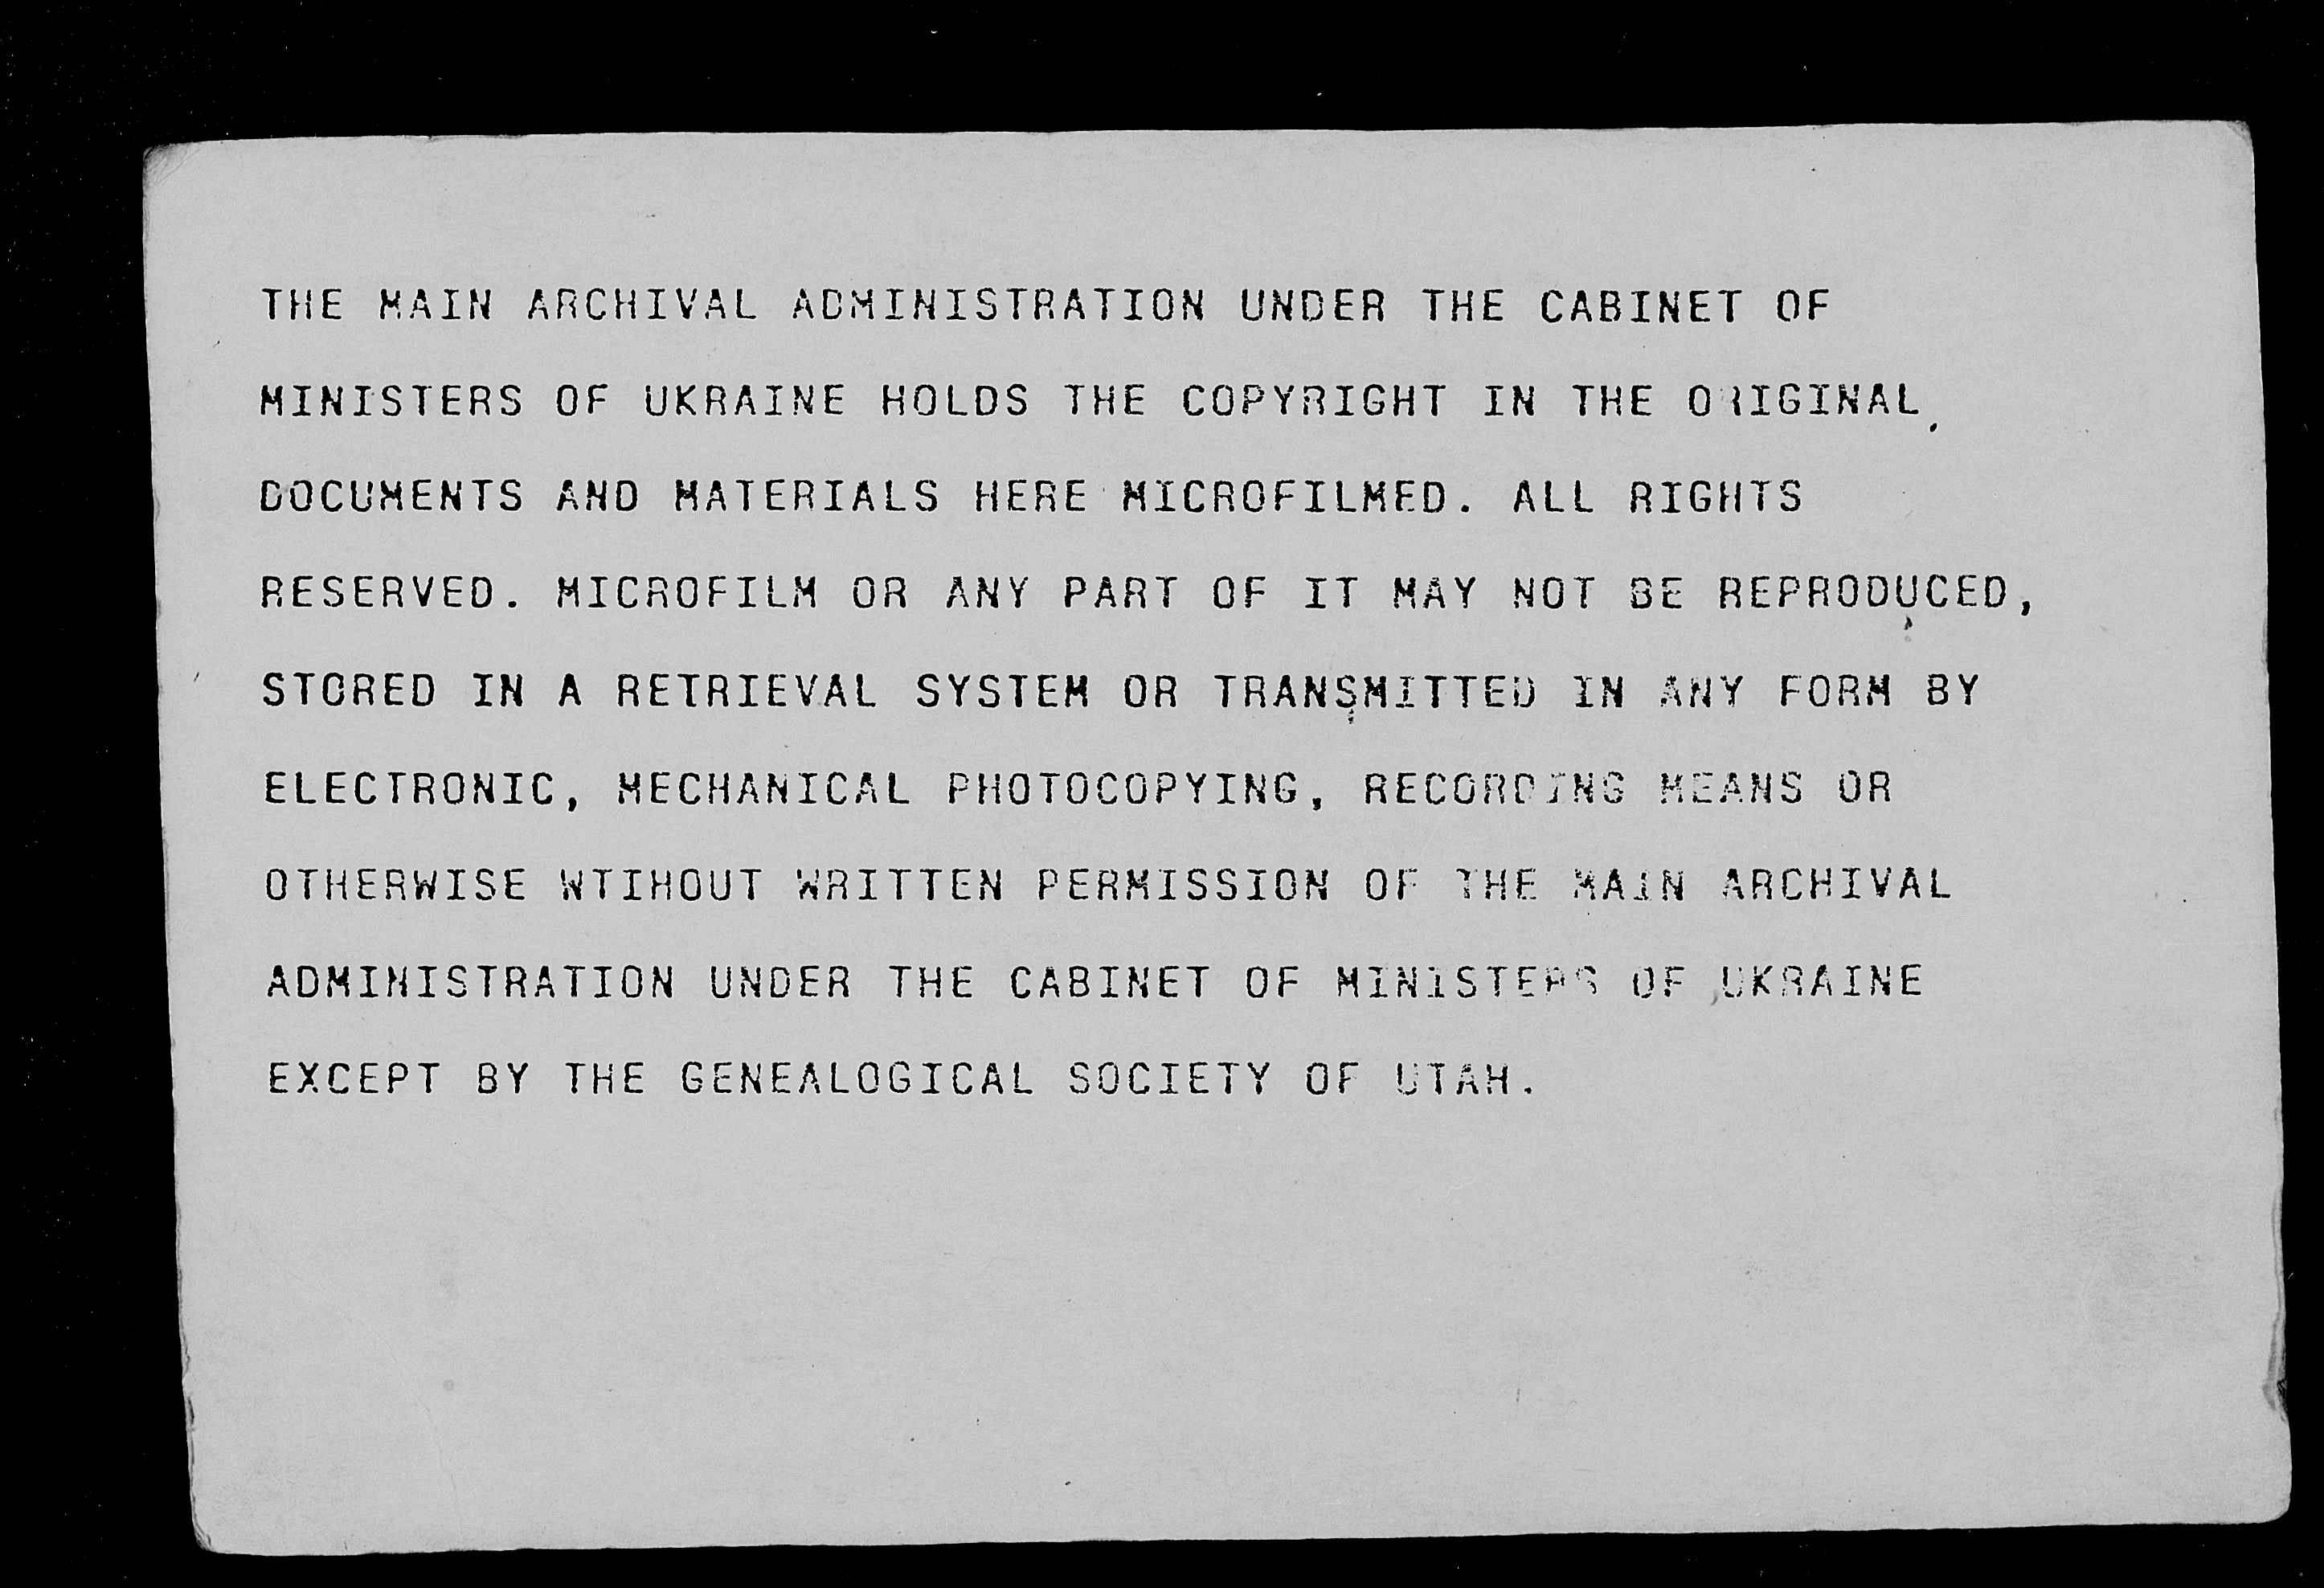 THE MAIN ARCHIVAL ADMINISTRATION UNDER THE CABINET OF
MINISTERS OF UKRAINE HOLDS THE COPYRIGHT IN THE ORIGINAL
DOCUMENTS AND MATERIALS HERE MICROFILMED. ALL RIGHTS
RESERVED. MICROFILM OR ANY PART OF IT MAY NOT BE REPRODUCED,
STORED IN A RETRIEVAL SYSTEM OR TRANSMITTED IN ANY FORM BY
ELECTRONIC, MECHANICAL PHOTOCOPYING, RECORDING MEANS OR
OTHERWISE WTIHOUT WRITTEN PERMISSION OF THE MAIN ARCHIVAL
ADMINISTRATION UNDER THE CABINET OF MINISTERS OF UKRAINE
EXCEPT BY THE GENEALOGICAL SOCIETY OF UTAH.